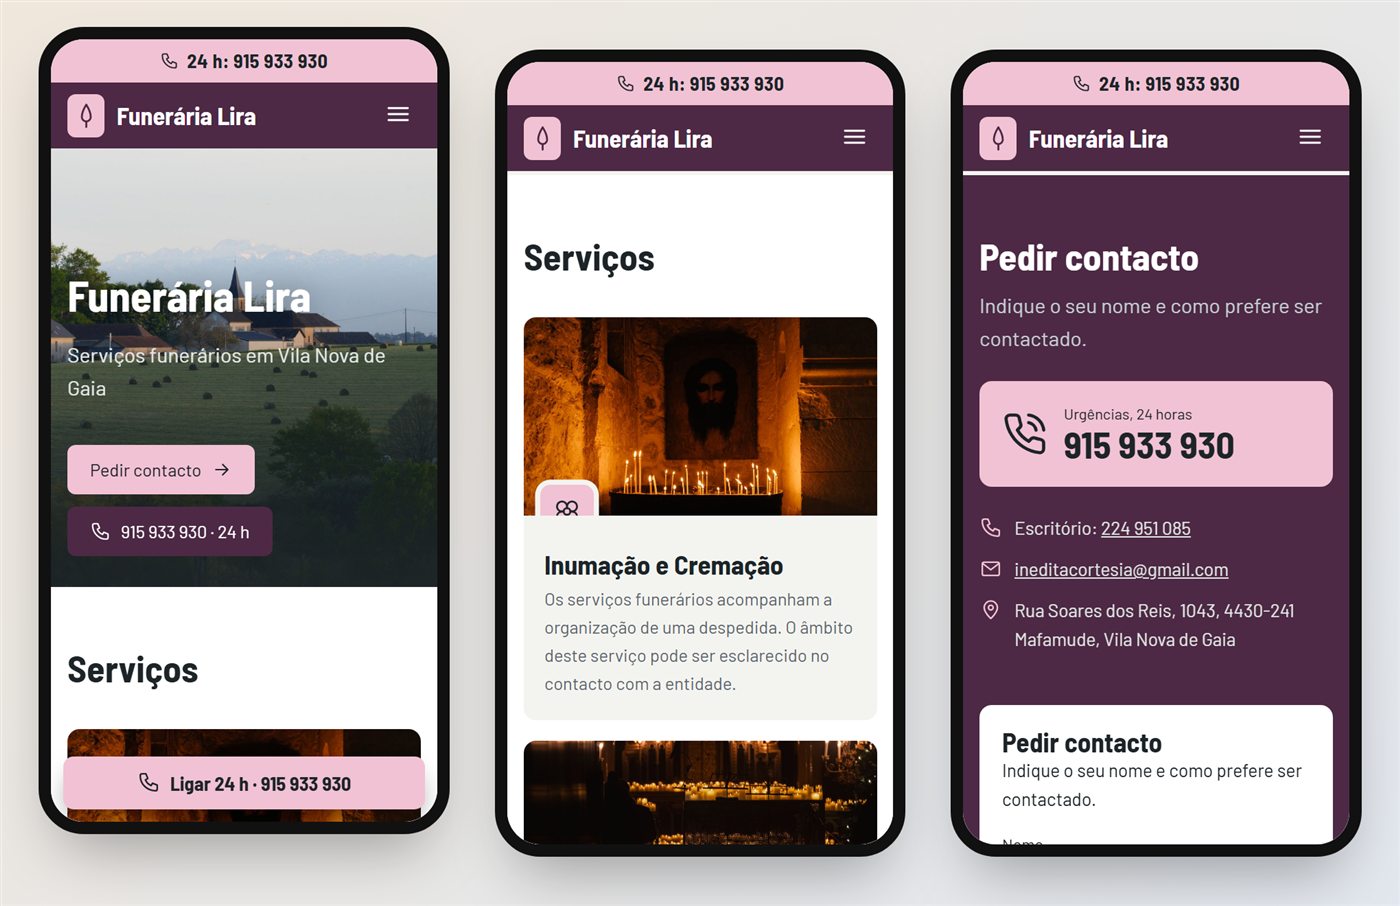 24 h: 915 933 930
Funerária Lira
Funerária Lira
Serviços funerários em Vila Nova de
Gaia
Pedir contacto
915 933 930 · 24 h
Serviços
Ligar 24 h · 915 933 930
24 h: 915 933 930
Funerária Lira
Serviços
Inumação e Cremação
Os serviços funerários acompanham a
organização de uma despedida. O âmbito
deste serviço pode ser esclarecido no
contacto com a entidade.
24 h: 915 933 930
Funerária Lira
Pedir contacto
Indique o seu nome e como prefere ser
contactado.
Urgências, 24 horas
915 933 930
Escritório: 224 951 085
ineditacortesia@gmail.com
Rua Soares dos Reis, 1043, 4430-241
Mafamude, Vila Nova de Gaia
Pedir contacto
Indique o seu nome e como prefere ser
contactado.
Nome